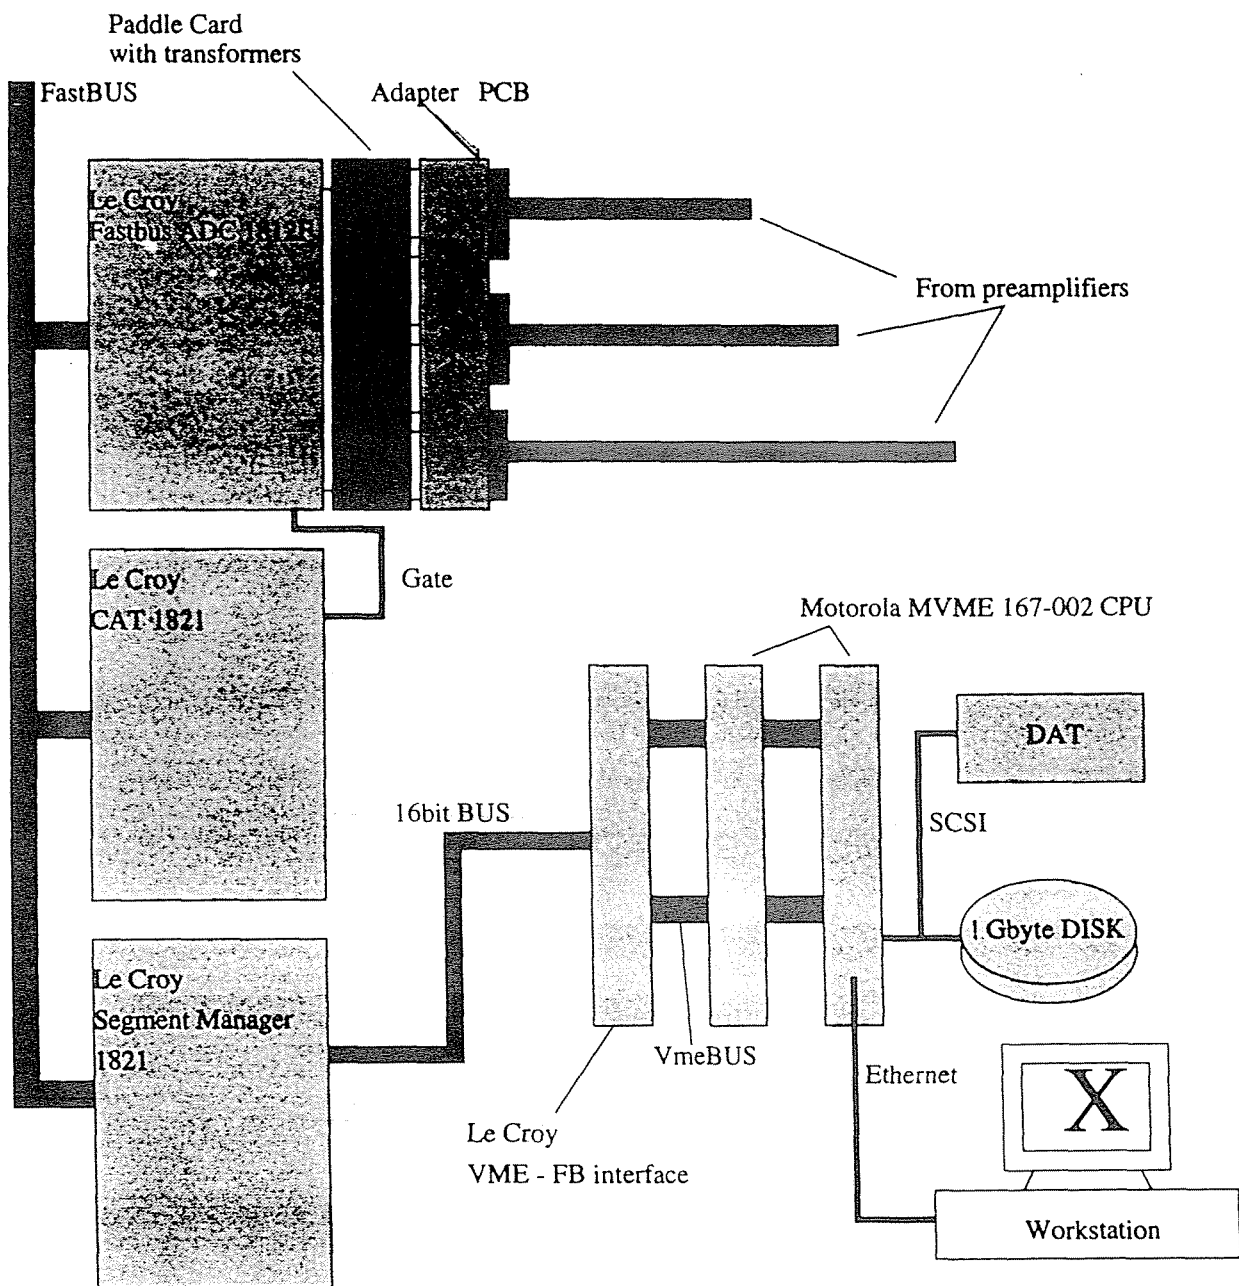 Paddle Card
with transformers
FastBUS
Adapter PCB
Le Croy
Fastbus ADC
From preamplifiers
Le Croy
CAT 1821
Gate
Motorola MVME 167-002 CPU
DAT
16bit BUS
SCSI
1 Gbyte DISK
Le Croy
Segment Manager
1821
VmeBUS
Ethernet
X
Le Croy
VME - FB interface
Workstation